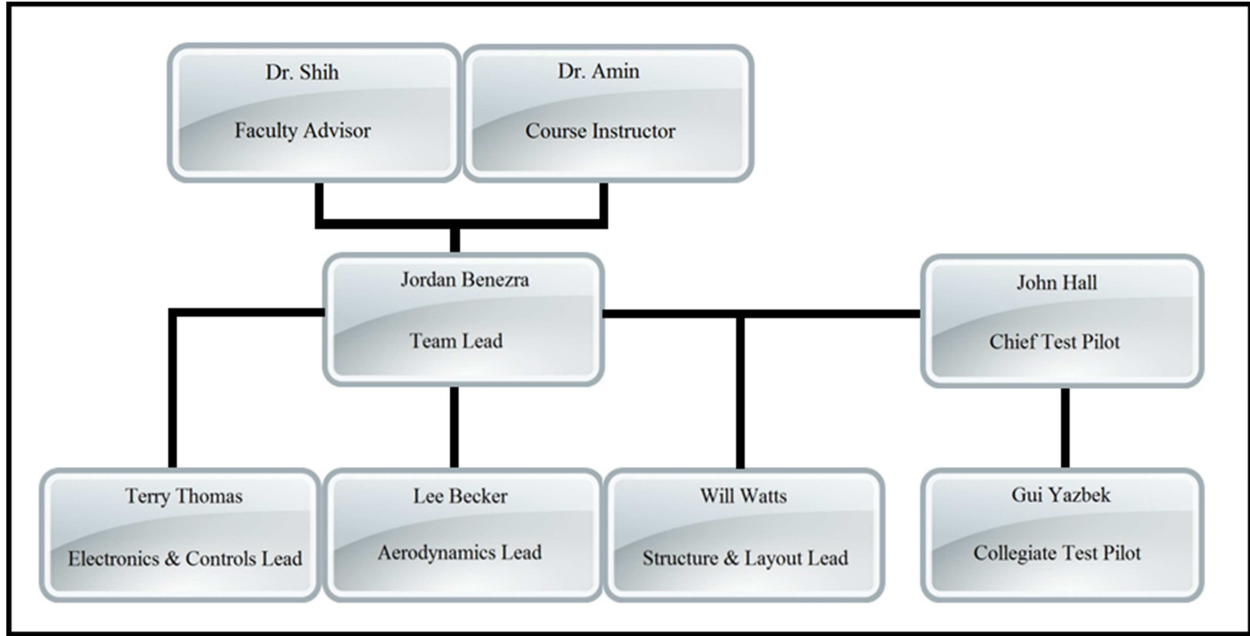 Dr. Shih
Faculty Advisor
Dr. Amin
Course Instructor
Jordan Benezra
Team Lead
John Hall
Chief Test Pilot
Terry Thomas
Electronics & Controls Lead
Lee Becker
Aerodynamics Lead
Will Watts
Structure & Layout Lead
Gui Yazbek
Collegiate Test Pilot